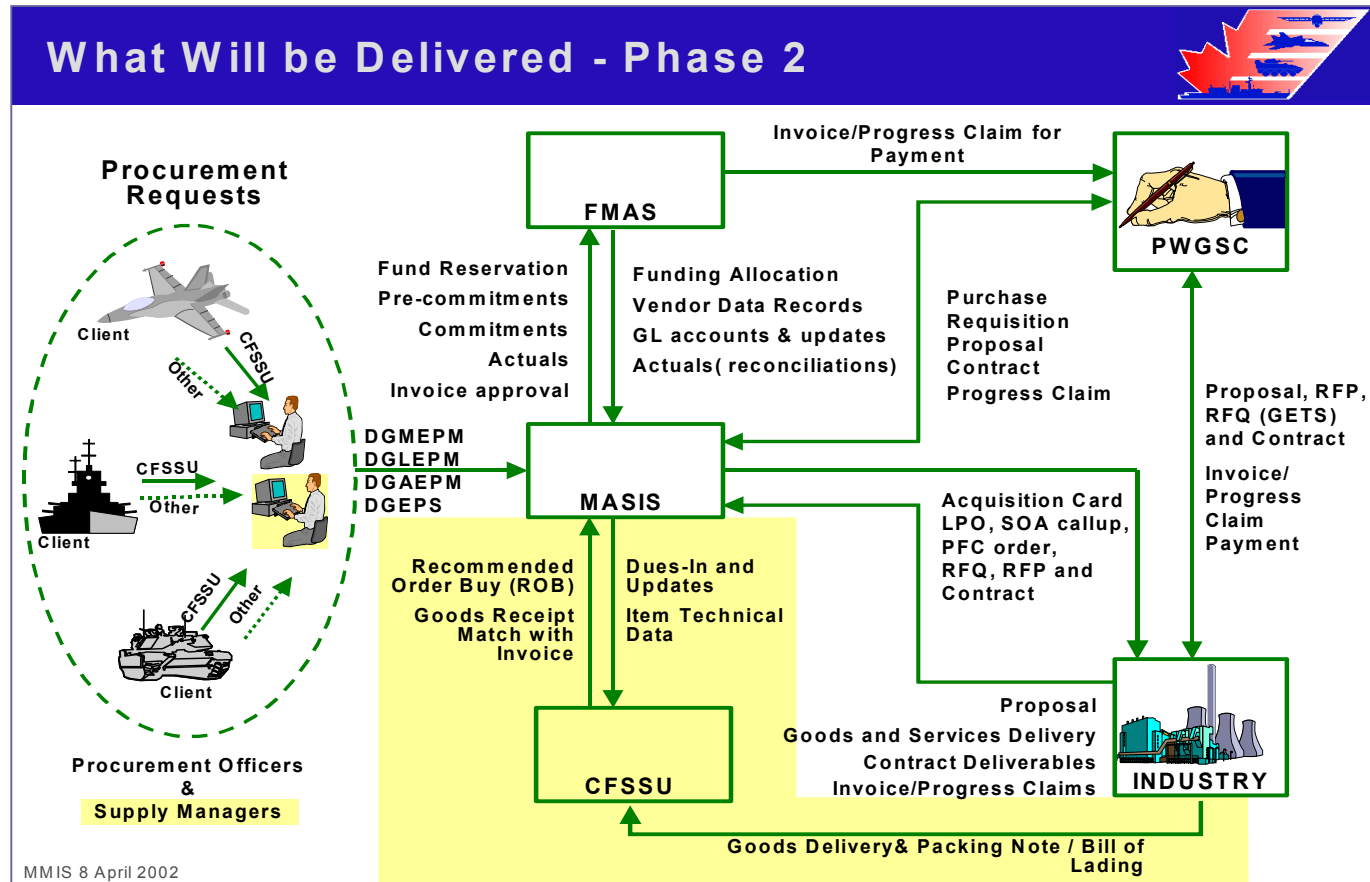 What Will be Delivered - Phase 2
Procurement
Requests
Client
CFSSU
Other
CFSSU
Other
Client
CFSSU
Other
Client
Procurement Officers
&
Supply Managers
DGMEPM
DGLEPM
DGAEPM
DGEPS
FMAS
Fund Reservation
Pre-commitments
Commitments
Actuals
Invoice approval
Funding Allocation
Vendor Data Records
GL accounts & updates
Actuals( reconciliations)
MASIS
Recommended
Order Buy (ROB)
Goods Receipt
Match with
Invoice
Dues-In and
Updates
Item Technical
Data
CFSSU
Invoice/Progress Claim for
Payment
PWGSC
Purchase
Requisition
Proposal
Contract
Progress Claim
Proposal, RFP,
RFQ (GETS)
and Contract
Invoice/
Progress
Claim
Payment
Acquisition Card
LPO, SOA callup,
PFC order,
RFQ, RFP and
Contract
Proposal
Goods and Services Delivery
Contract Deliverables
Invoice/Progress Claims
INDUSTRY
Goods Delivery& Packing Note / Bill of
Lading
MMIS 8 April 2002